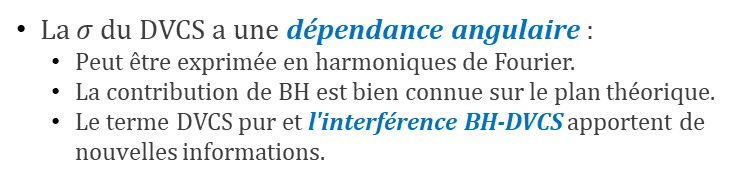 • La σ du DVCS a une dépendance angulaire :
• Peut être exprimée en harmoniques de Fourier.
• La contribution de BH est bien connue sur le plan théorique.
• Le terme DVCS pur et l'interférence BH-DVCS apportent de
nouvelles informations.